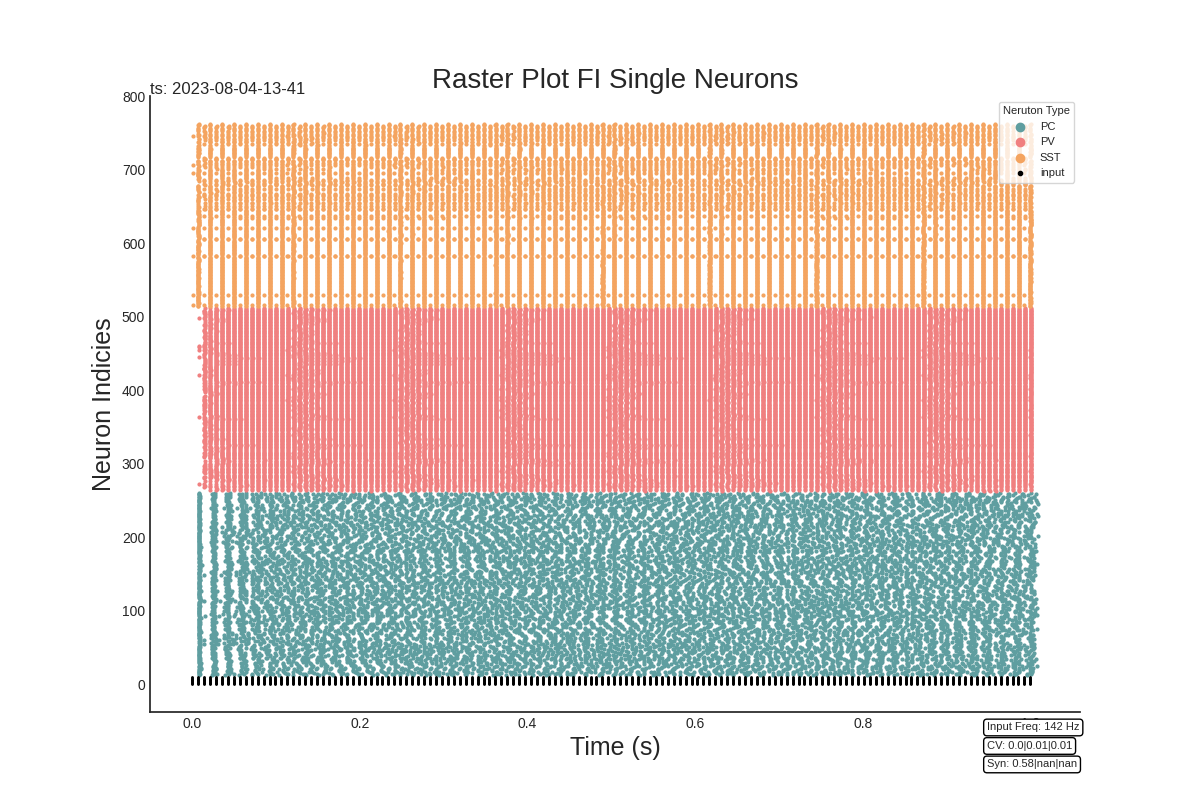 Raster Plot FI Single Neurons
ts: 2023-08-04-13-41
Neruton Type
PC
PV
SST
input
800
700
600
500
400
300
200
100
0
Neuron Indicies
0.0 0.2 0.4 0.6 0.8
Time (s)
Input Freq: 142 Hz
CV: 0.0|0.01|0.01
Syn: 0.58|nan|nan